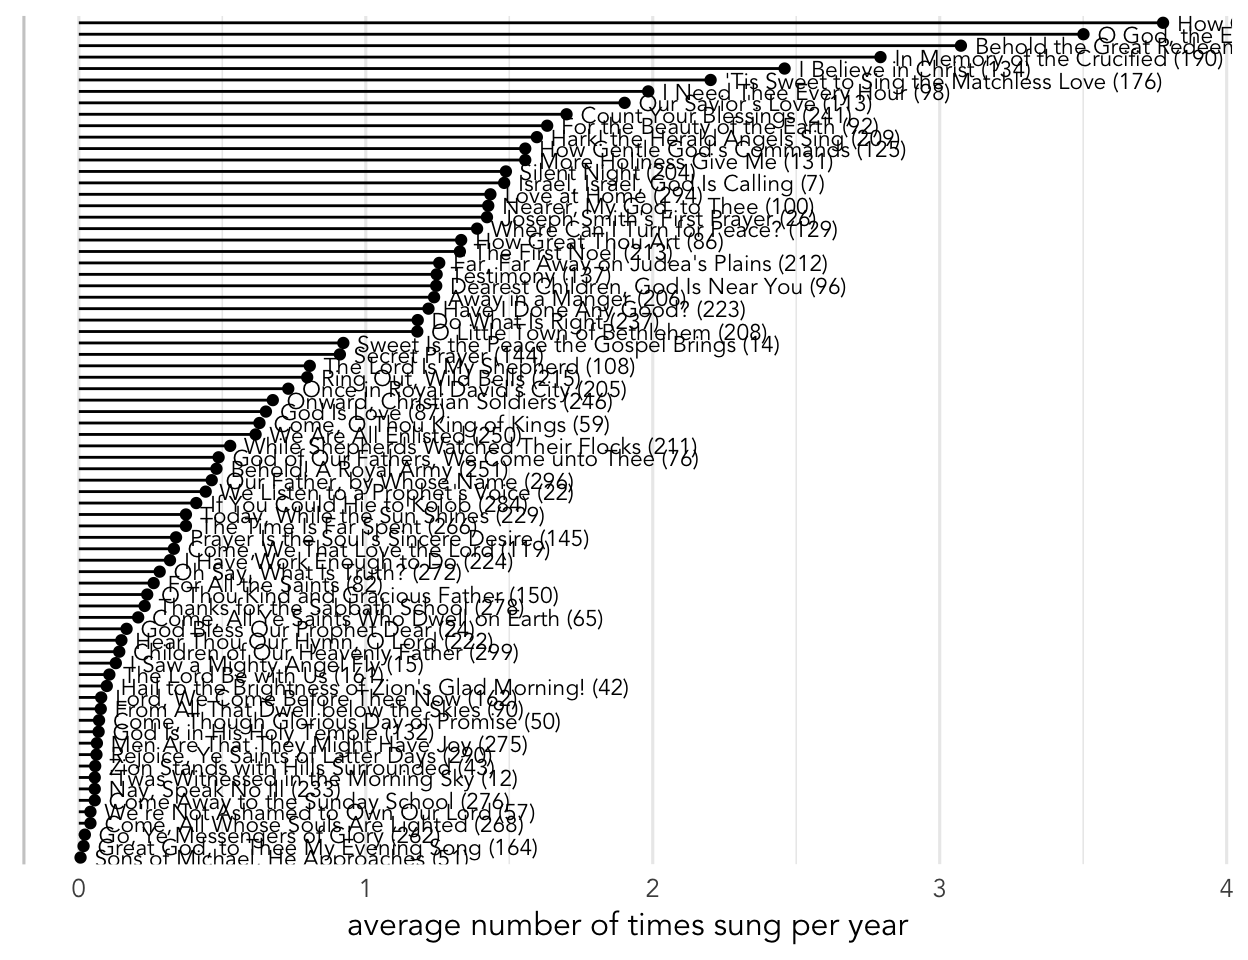 How
O God, the E
Behold the Great Redeem
In Memory of the Crucified (190)
I Believe in Christ (134)
'Tis Sweet to Sing the Matchless Love (176)
I Need Thee Every Hour (98)
Our Savior's Love (113)
Count Your Blessings (241)
For the Beauty of the Earth (92)
Hark! the Herald Angels Sing (209)
How Gentle God's Commands (125)
More Holiness Give Me (131)
Silent Night (204)
Israel, Israel, God Is Calling (7)
Love at Home (294)
Nearer, My God, to Thee (100)
Joseph Smith's First Prayer (26)
Where Can I Turn for Peace? (129)
How Great Thou Art (86)
The First Noel (213)
Far, Far Away on Judea's Plains (212)
Testimony (137)
Dearest Children, God Is Near You (96)
Away in a Manger (206)
Have I Done Any Good? (223)
Do What Is Right (237)
O Little Town of Bethlehem (208)
Sweet Is the Peace the Gospel Brings (14)
Secret Prayer (144)
The Lord Is My Shepherd (108)
Ring Out, Wild Bells (215)
Once in Royal David's City (205)
Onward, Christian Soldiers (246)
God Is Love (87)
Come, O Thou King of Kings (59)
We Are All Enlisted (250)
While Shepherds Watched Their Flocks (211)
God of Our Fathers, We Come unto Thee (76)
Behold! A Royal Army (251)
Our Father, by Whose Name (296)
We Listen to a Prophet's Voice (22)
If You Could Hie to Kolob (284)
Today, While the Sun Shines (229)
The Time Is Far Spent (266)
Prayer Is the Soul's Sincere Desire (145)
Come, We That Love the Lord (119)
I Have Work Enough to Do (224)
Oh Say, What Is Truth? (272)
For All the Saints (82)
O Thou Kind and Gracious Father (150)
Thanks for the Sabbath School (278)
Come, All Ye Saints Who Dwell on Earth (65)
God Bless Our Prophet Dear (24)
Hear Thou Our Hymn, O Lord (222)
Children of Our Heavenly Father (299)
I Saw a Mighty Angel Fly (15)
The Lord Be with Us (161)
Hail to the Brightness of Zion's Glad Morning! (42)
Lord, We Come Before Thee Now (162)
From All That Dwell below the Skies (90)
Come, Though Glorious Day of Promise (50)
God Is in His Holy Temple (132)
Men Are That They Might Have Joy (275)
Rejoice, Ye Saints of Latter Days (290)
Zion Stands with Hills Surrounded (43)
'Twas Witnessed in the Morning Sky (12)
Nay, Speak No Ill (233)
Come Away to the Sunday School (276)
We're Not Ashamed to Own Our Lord (57)
Come, All Whose Souls Are Lighted (268)
Go, Ye Messengers of Glory (262)
Great God, to Thee My Evening Song (164)
Sons of Michael, He Approaches (51)
0 1 2 3 4
average number of times sung per year